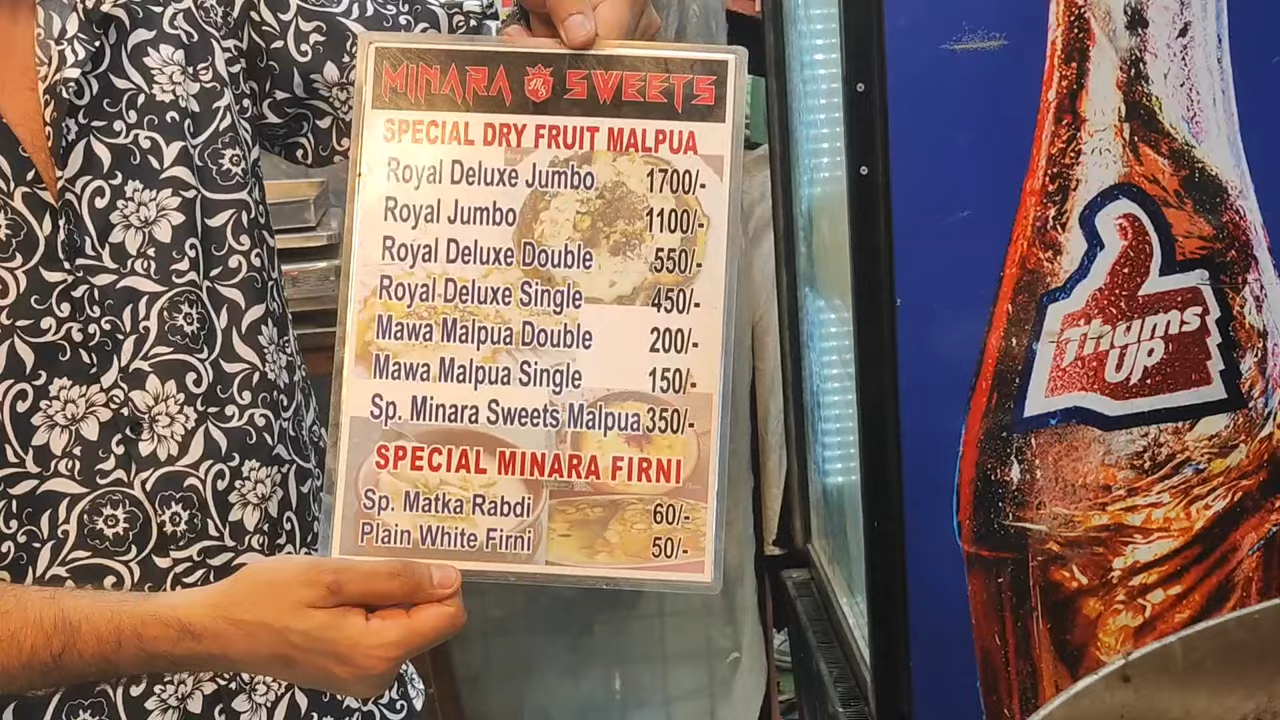 MINARA MS SWEETS
SPECIAL DRY FRUIT MALPUA
Royal Deluxe Jumbo 1700/-
Royal Jumbo 1100/-
Royal Deluxe Double 550/-
Royal Deluxe Single 450/-
Mawa Malpua Double 200/-
Mawa Malpua Single 150/-
Sp. Minara Sweets Malpua 350/-
SPECIAL MINARA FIRNI
Sp. Matka Rabdi 60/-
Plain White Firni 50/-
Thums
UP